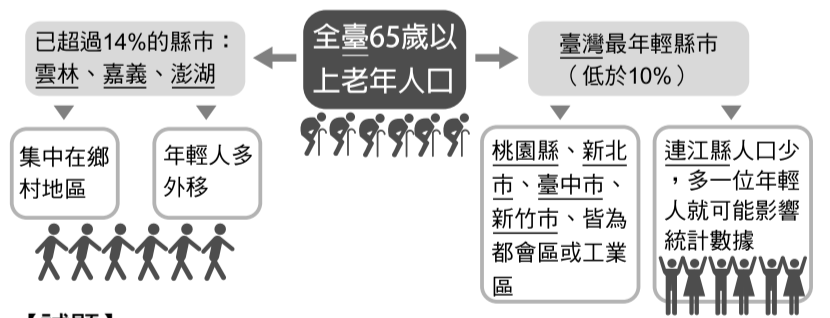 全臺65歲以
上老年人口
已超過14%的縣市：
雲林、嘉義、澎湖
集中在鄉
村地區
年輕人多
外移
臺灣最年輕縣市
（低於10%）
桃園縣、新北
市、臺中市、
新竹市、皆為
都會區或工業
區
連江縣人口少
，多一位年輕
人就可能影響
統計數據